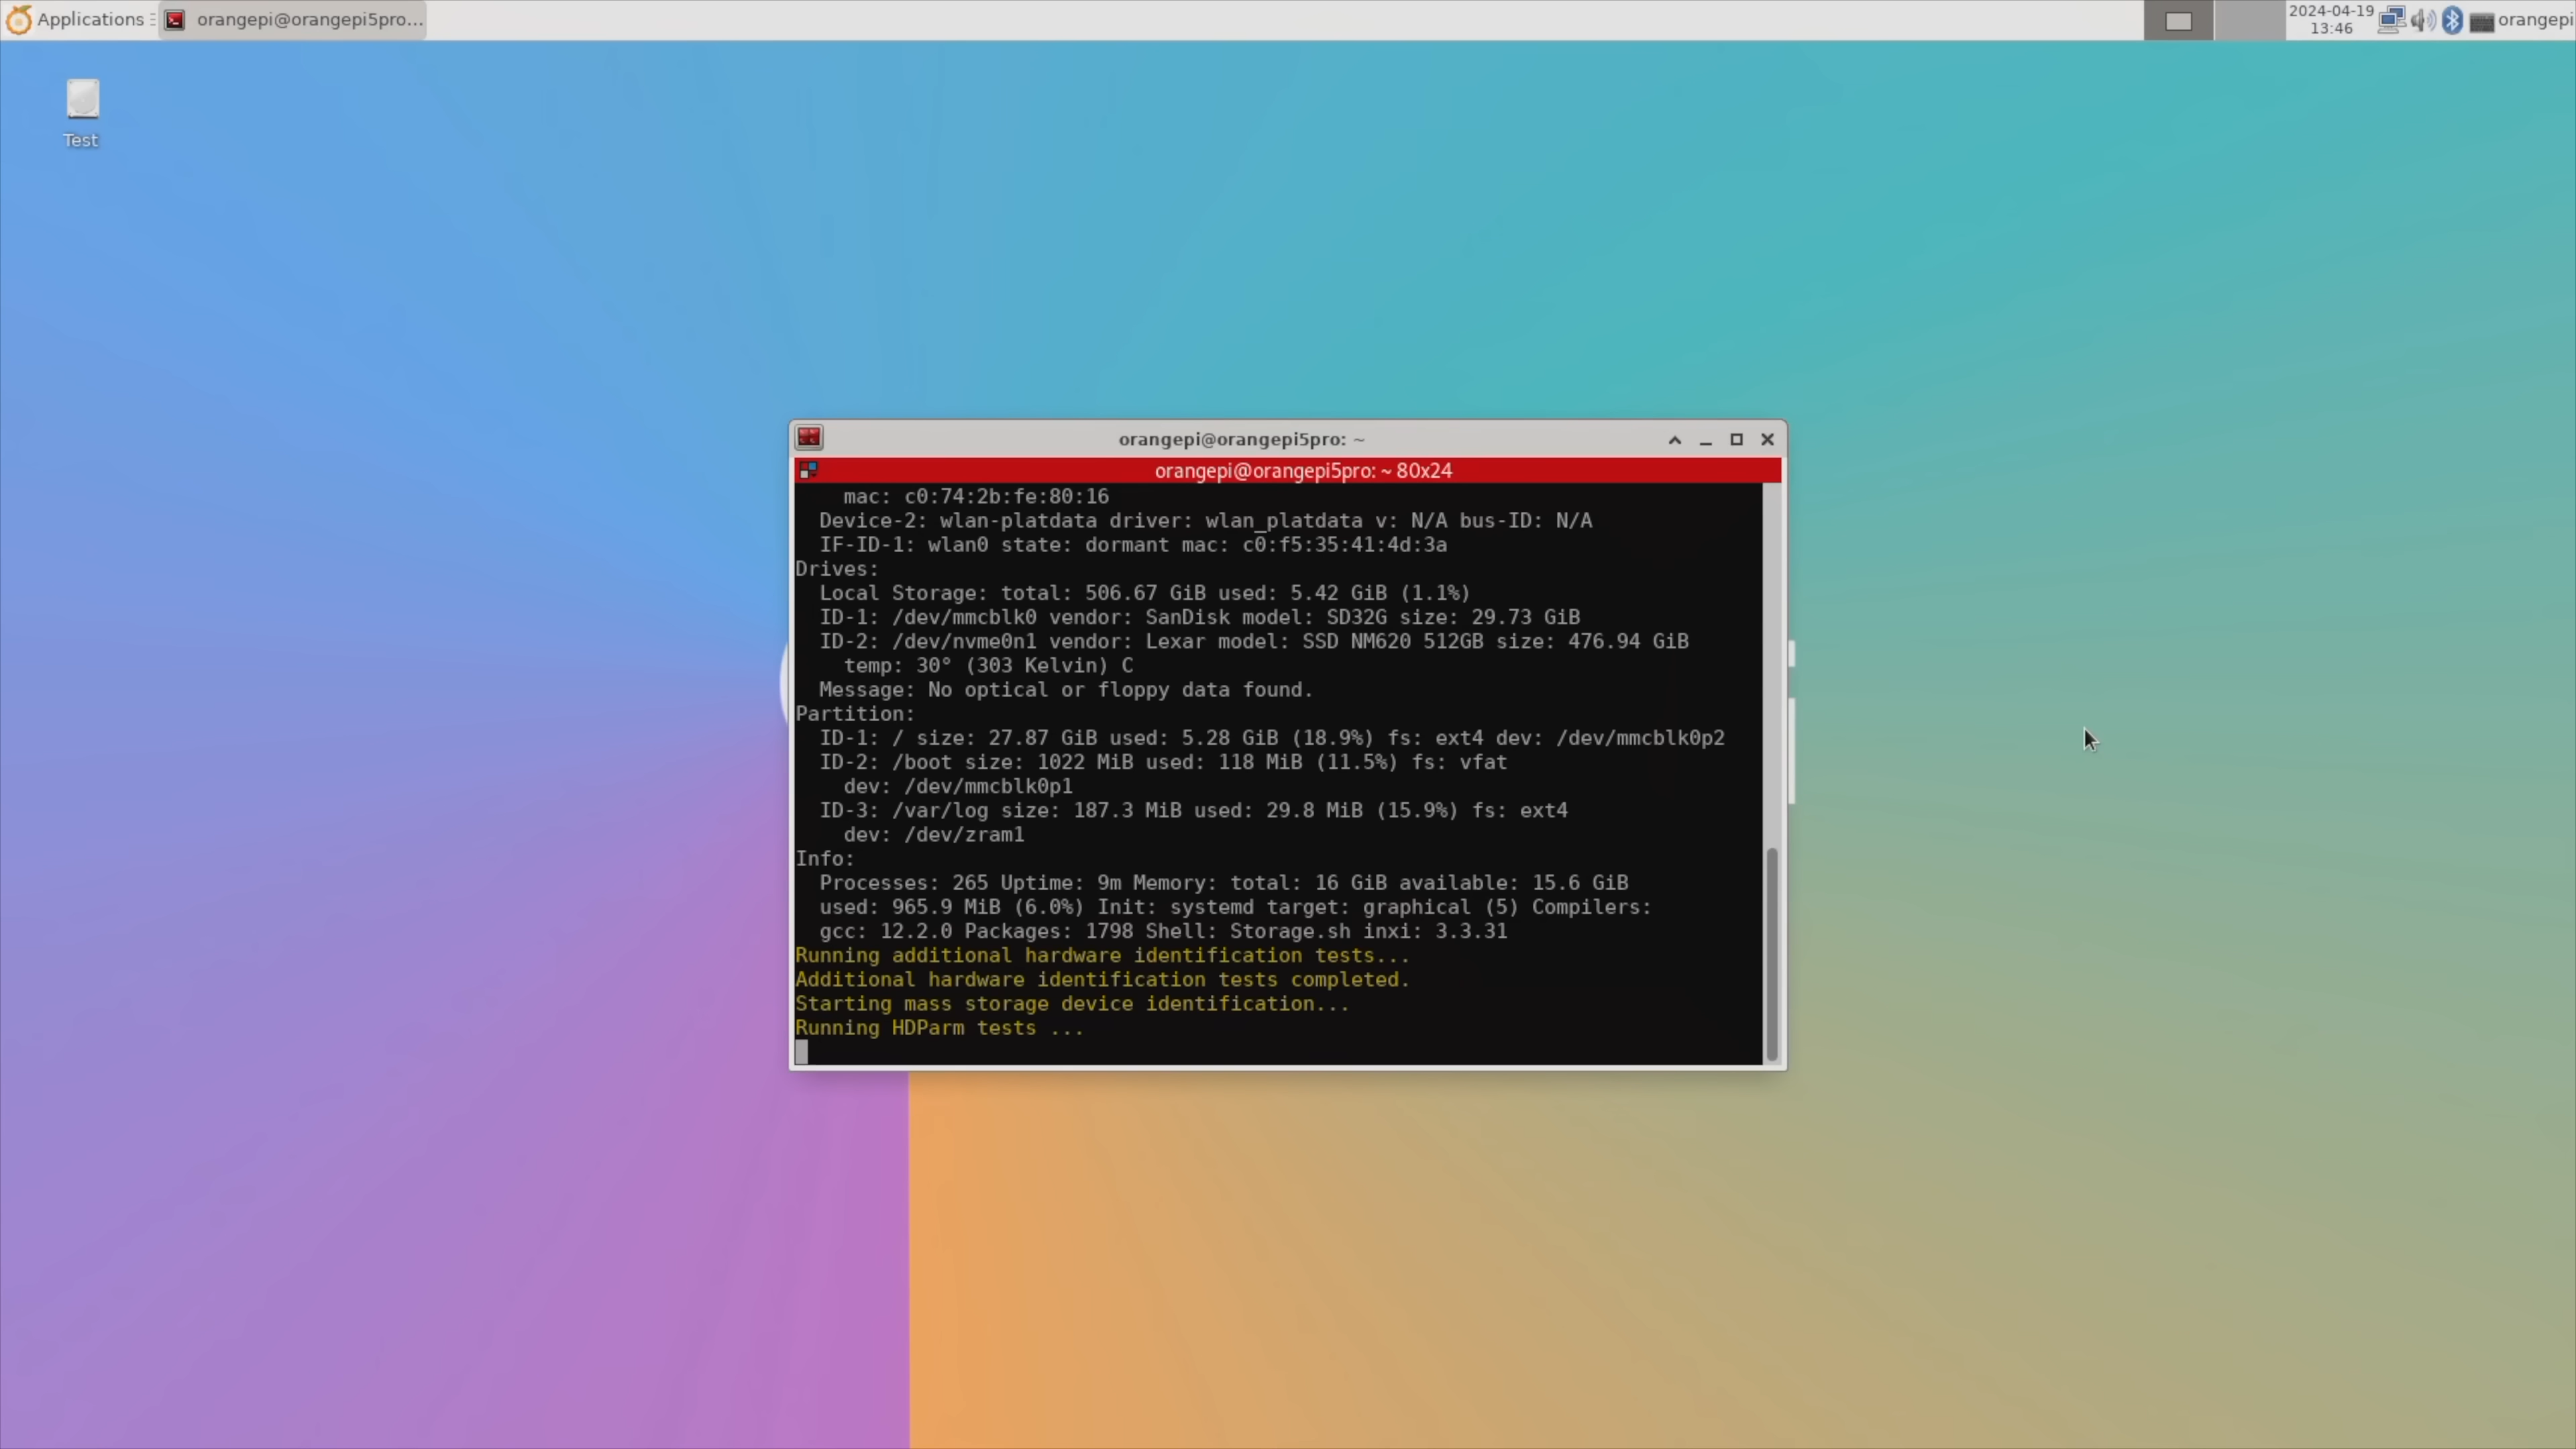 Applications
orangepi@orangepi5pro...
2024-04-19
13:46
orangepi
Test
orangepi@orangepi5pro: ~
orangepi@orangepi5pro: ~ 80x24
mac: c0:74:2b:fe:80:16
Device-2: wlan-platdata driver: wlan_platdata v: N/A bus-ID: N/A
IF-ID-1: wlan0 state: dormant mac: c0:f5:35:41:4d:3a
Drives:
Local Storage: total: 506.67 GiB used: 5.42 GiB (1.1%)
ID-1: /dev/mmcblk0 vendor: SanDisk model: SD32G size: 29.73 GiB
ID-2: /dev/nvme0n1 vendor: Lexar model: SSD NM620 512GB size: 476.94 GiB
temp: 30° (303 Kelvin) C
Message: No optical or floppy data found.
Partition:
ID-1: / size: 27.87 GiB used: 5.28 GiB (18.9%) fs: ext4 dev: /dev/mmcblk0p2
ID-2: /boot size: 1022 MiB used: 118 MiB (11.5%) fs: vfat
dev: /dev/mmcblk0p1
ID-3: /var/log size: 187.3 MiB used: 29.8 MiB (15.9%) fs: ext4
dev: /dev/zram1
Info:
Processes: 265 Uptime: 9m Memory: total: 16 GiB available: 15.6 GiB
used: 965.9 MiB (6.0%) Init: systemd target: graphical (5) Compilers:
gcc: 12.2.0 Packages: 1798 Shell: Storage.sh inxi: 3.3.31
Running additional hardware identification tests...
Additional hardware identification tests completed.
Starting mass storage device identification...
Running HDParm tests ...